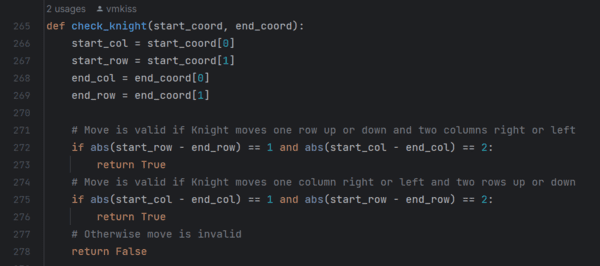 2 usages vmkiss
265 def check_knight(start_coord, end_coord):
266     start_col = start_coord[0]
267     start_row = start_coord[1]
268     end_col = end_coord[0]
269     end_row = end_coord[1]
270
271     # Move is valid if Knight moves one row up or down and two columns right or left
272     if abs(start_row - end_row) == 1 and abs(start_col - end_col) == 2:
273         return True
274     # Move is valid if Knight moves one column right or left and two rows up or down
275     if abs(start_col - end_col) == 1 and abs(start_row - end_row) == 2:
276         return True
277     # Otherwise move is invalid
278     return False